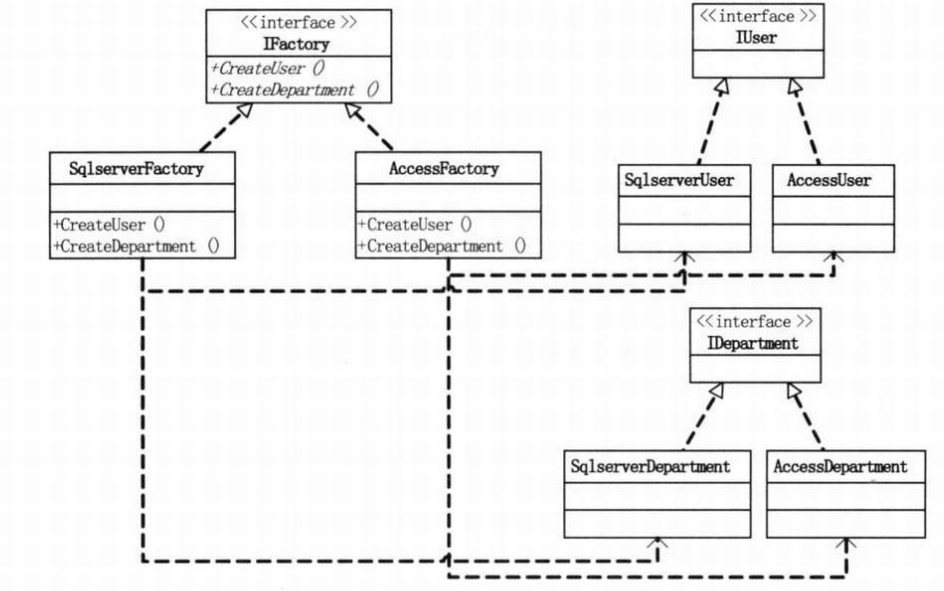 <<interface >>
IFactory
+CreateUser ()
+CreateDepartment ()
<<interface >>
IUser
SqlserverFactory
+CreateUser ()
+CreateDepartment ()
AccessFactory
+CreateUser ()
+CreateDepartment ()
SqlserverUser
AccessUser
<<interface >>
IDepartment
SqlserverDepartment
AccessDepartment